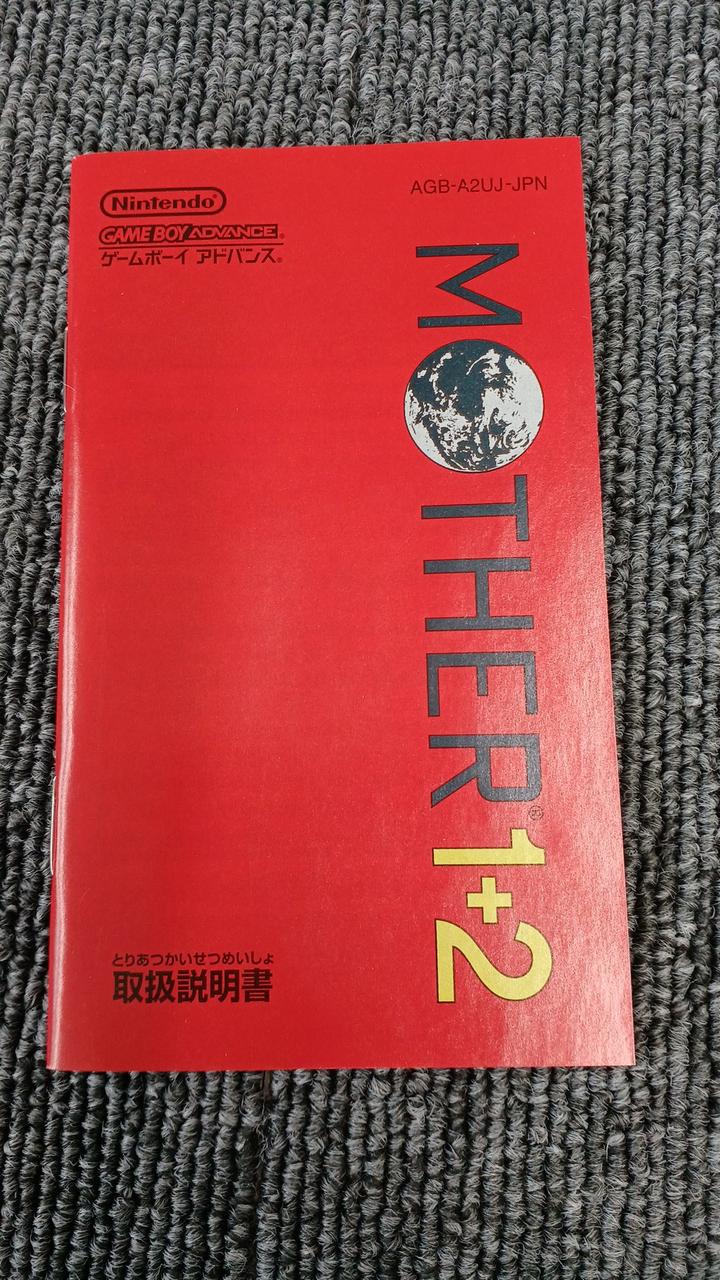 Nintendo®
AGB-A2UJ-JPN
GAME BOY ADVANCE®
ゲームボーイ アドバンス®
MOTHER® 1+2
とりあつかいせつめいしょ
取扱説明書